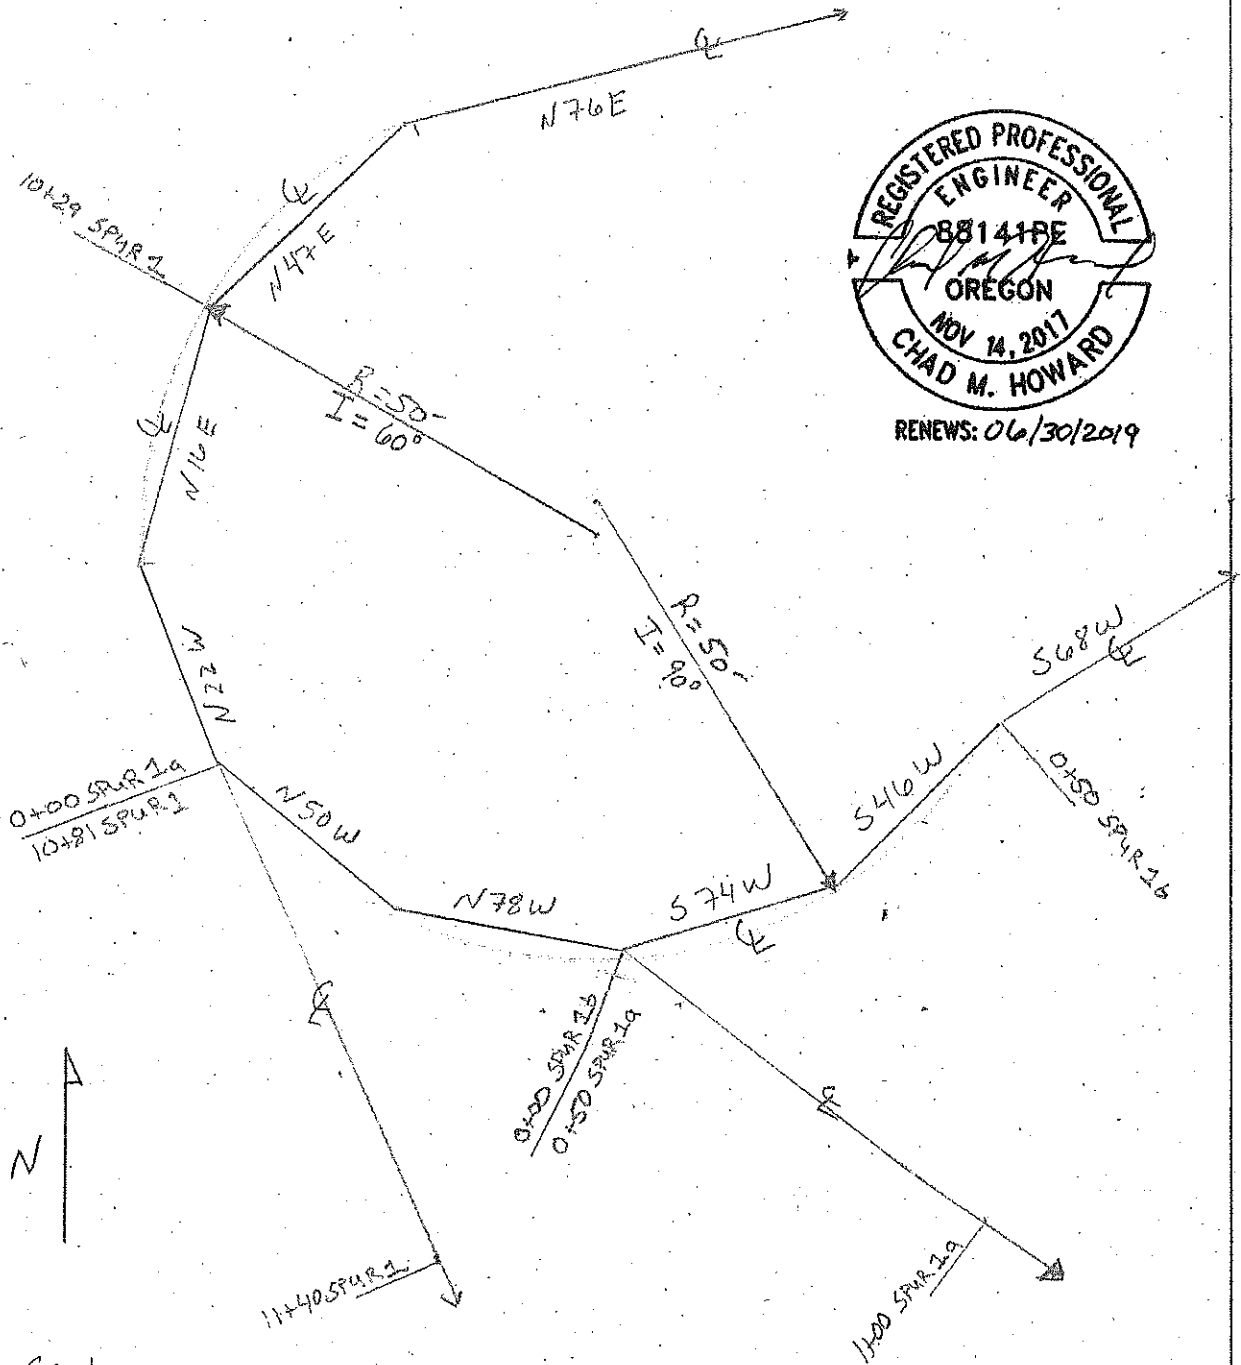 ℄
N76E
REGISTERED PROFESSIONAL
ENGINEER
88141PE
OREGON
NOV 14, 2017
CHAD M. HOWARD
RENEWS: 06/30/2019
℄
10+29 SPUR 1
N47E
R=50'
I=60°
℄
N16E
R=50'
I=90°
S68W
℄
N22W
0+50 SPUR 1b
0+00 SPUR 1a
10+81 SPUR 1
N50W
S46W
N78W
S74W
℄
℄
0+00 SPUR 1b
0+50 SPUR 1a
℄
N
11+40 SPUR 1
1+00 SPUR 1a